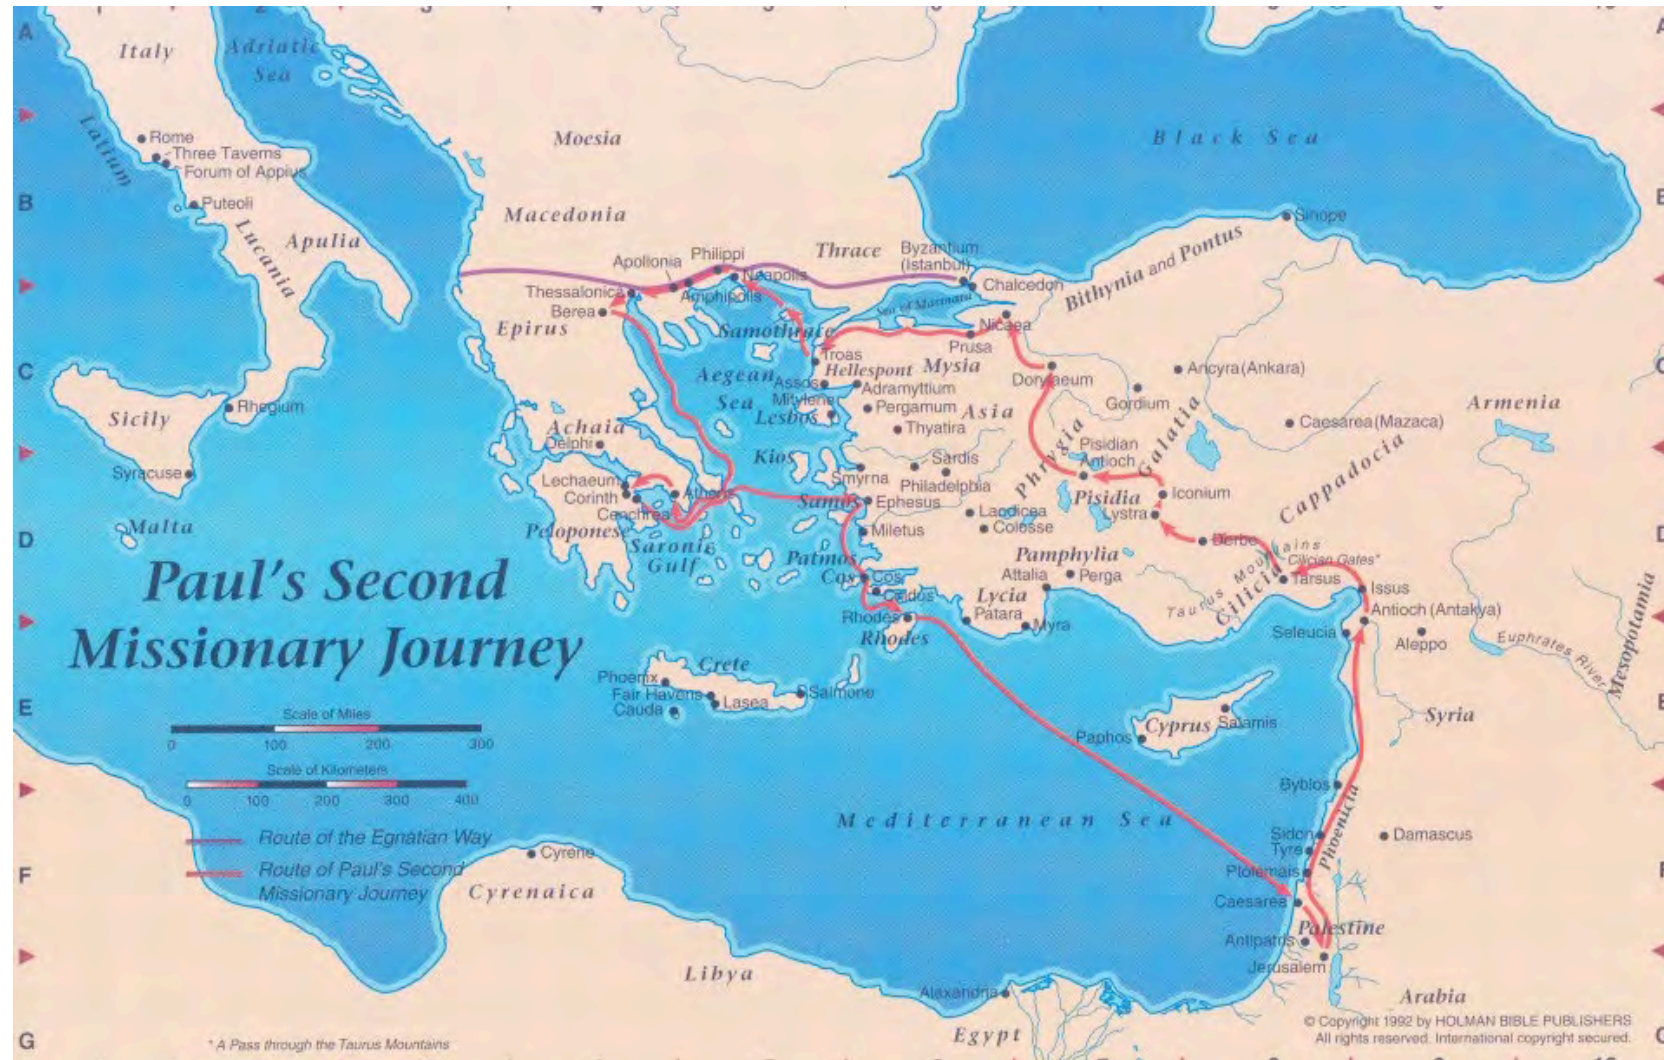 Italy
Adriatic
Sea
Latium
Rome
Three Taverns
Forum of Appius
Puteoli
Lucania
Apulia
Moesia
Macedonia
Black Sea
Sinope
Bithynia and Pontus
Thrace
Byzantium
(Istanbul)
Chalcedon
Sea of Marmara
Philippi
Apollonia
Neapolis
Amphipolis
Thessalonica
Berea
Epirus
Samothrace
Nicaea
Prusa
Troas
Hellespont
Mysia
Dorylaeum
Ancyra (Ankara)
Gordium
Aegean
Sea
Assos
Adramyttium
Mitylene
Lesbos
Pergamum
Asia
Thyatira
Galatia
Phrygia
Armenia
Caesarea (Mazaca)
Cappadocia
Sicily
Rhegium
Syracuse
Malta
Achaia
Delphi
Kios
Smyrna
Sardis
Philadelphia
Pisidian
Antioch
Lechaeum
Corinth
Cenchrea
Athens
Samos
Ephesus
Pisidia
Iconium
Lystra
Laodicea
Colosse
Peloponese
Saronic
Gulf
Miletus
Patmos
Derbe
Pamphylia
Attalia
Perga
Cos
Cos
Cnidos
Lycia
Patara
Myra
Taurus Mountains
Cilician Gates*
Cilicia
Tarsus
Issus
Antioch (Antakya)
Seleucia
Aleppo
Euphrates River
Mesopotamia
Rhodes
Rhodes
Paul's Second
Missionary Journey
Crete
Phoenix
Fair Havens
Cauda
Lasea
Salmone
Cyprus
Salamis
Paphos
Syria
Scale of Miles
0 100 200 300
Scale of Kilometers
0 100 200 300 400
Route of the Egnatian Way
Route of Paul's Second
Missionary Journey
Mediterranean Sea
Byblos
Phoenicia
Sidon
Tyre
Damascus
Ptolemais
Caesarea
Palestine
Antipatris
Jerusalem
Cyrene
Cyrenaica
Libya
Alexandria
Egypt
Arabia
© Copyright 1992 by HOLMAN BIBLE PUBLISHERS
All rights reserved. International copyright secured.
* A Pass through the Taurus Mountains
A
B
C
D
E
F
G